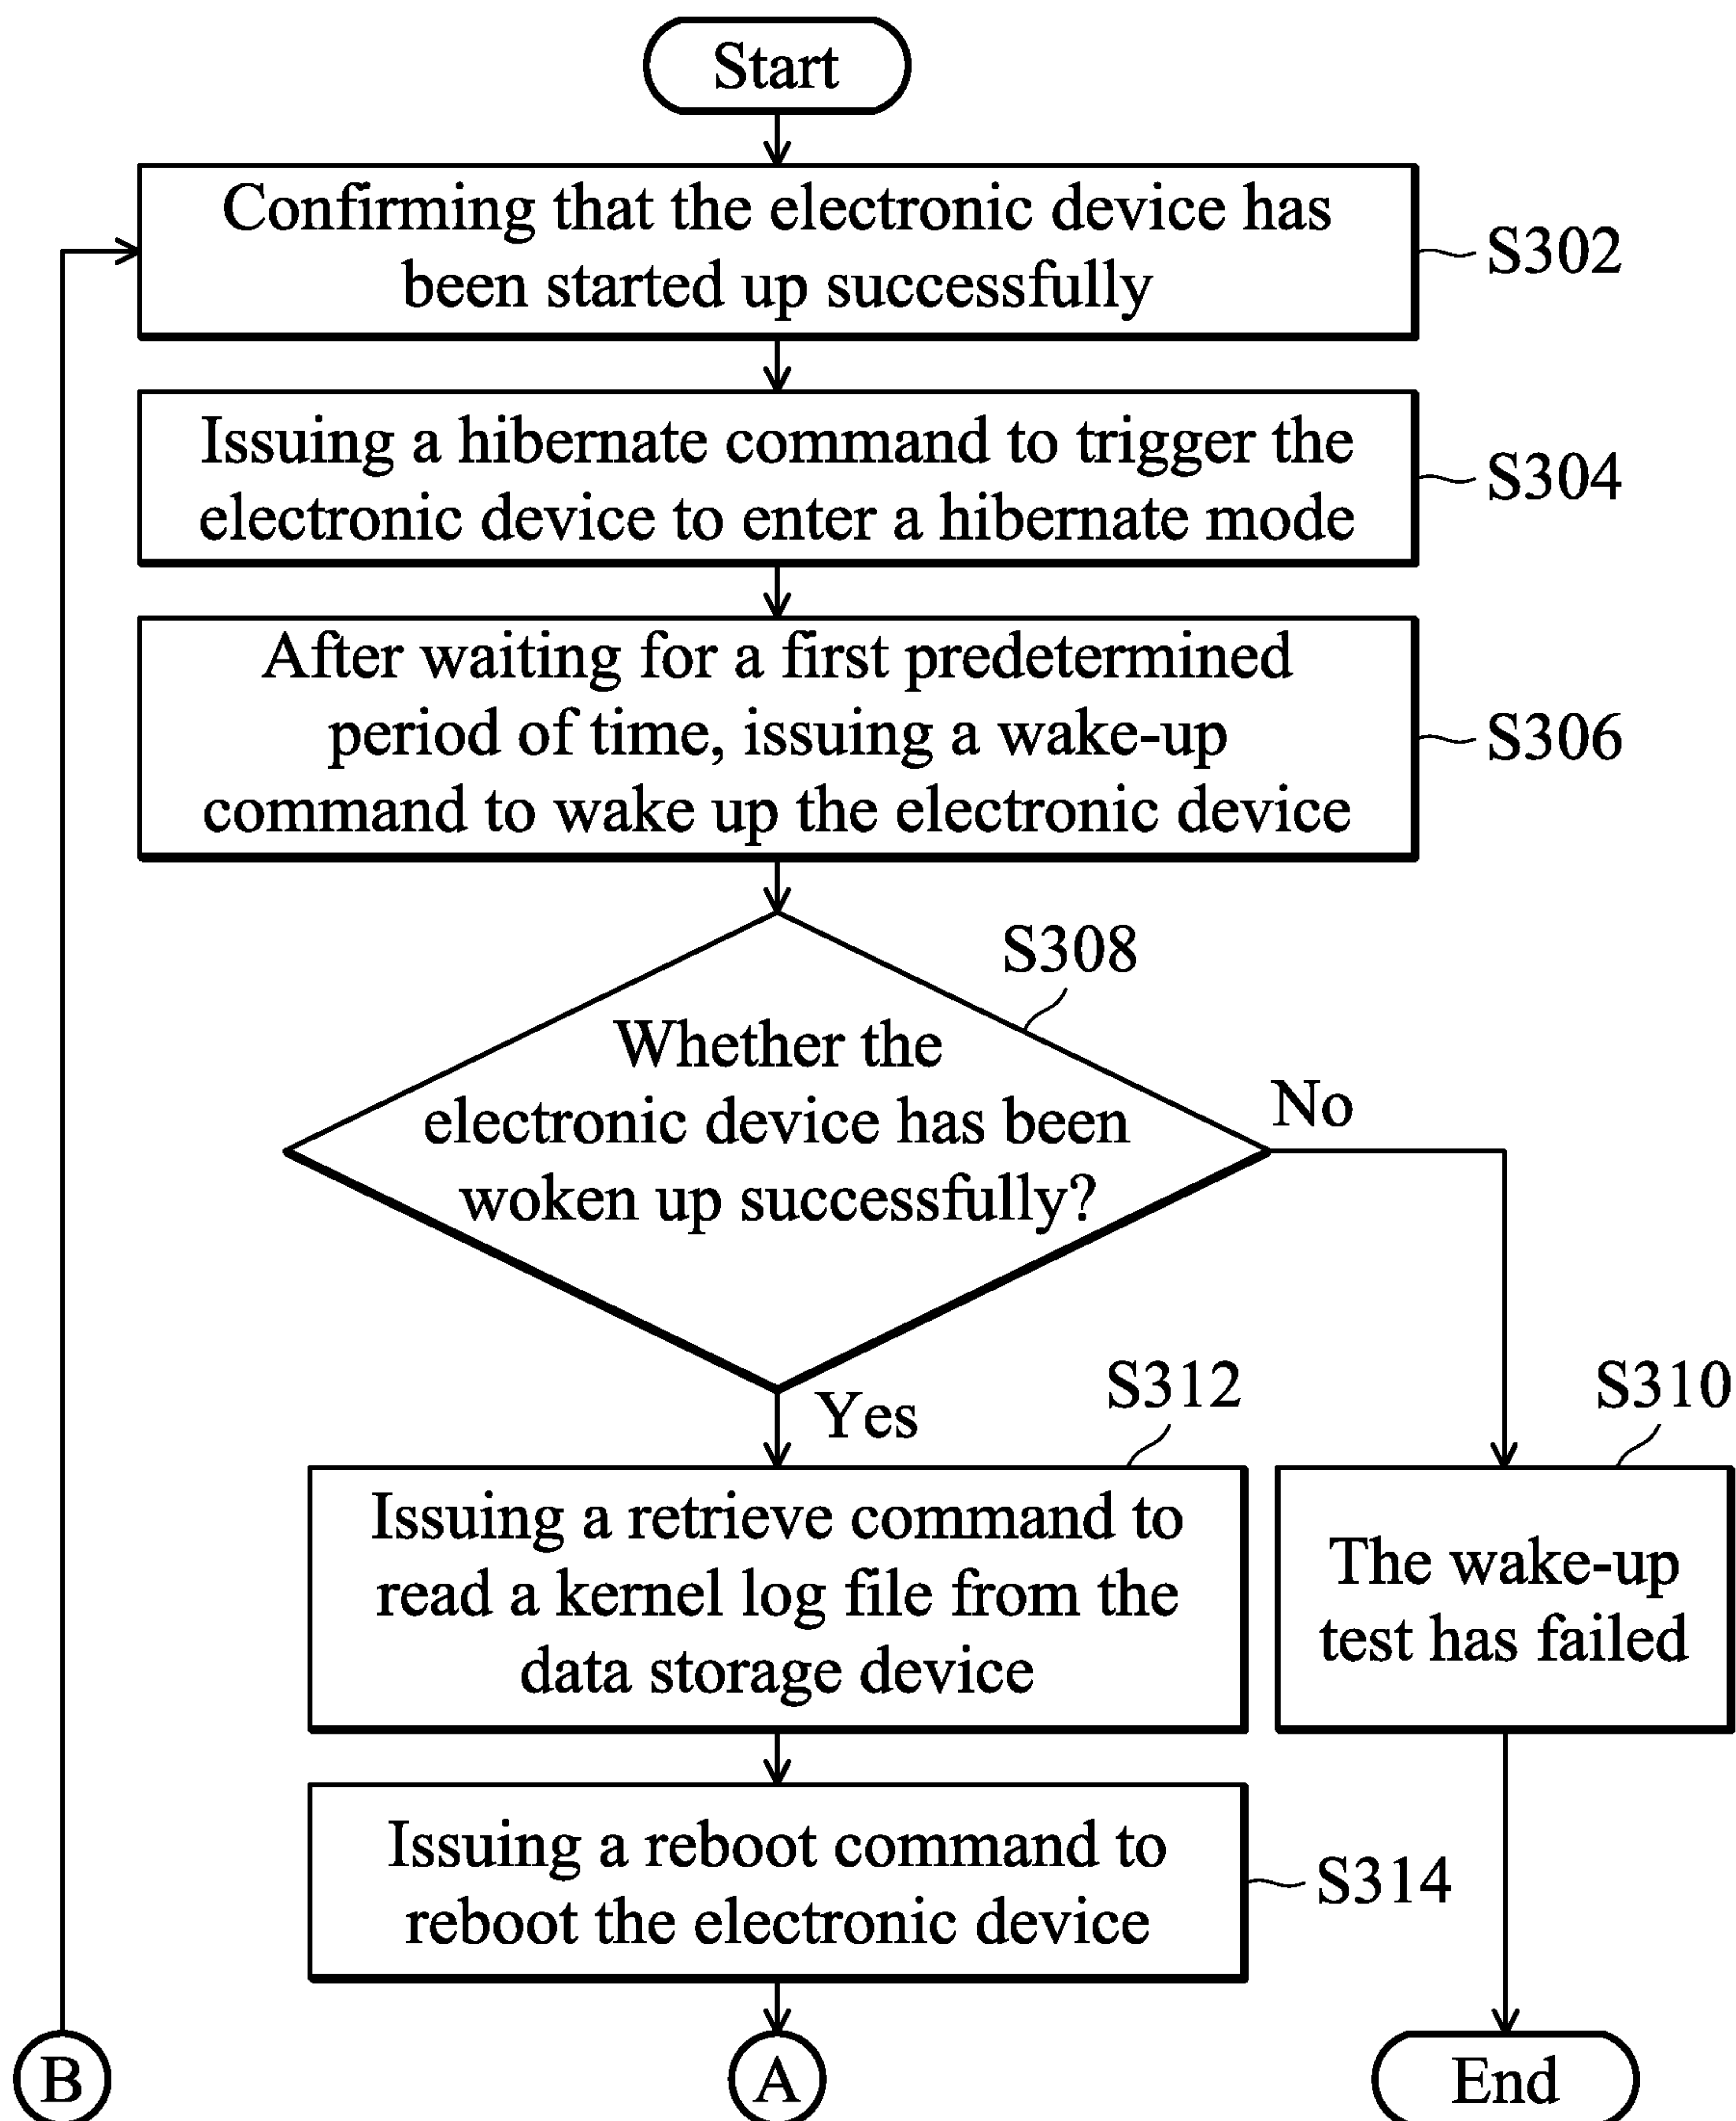 Start
Confirming that the electronic device has
been started up successfully
S302
Issuing a hibernate command to trigger the
electronic device to enter a hibernate mode
S304
After waiting for a first predetermined
period of time, issuing a wake-up
command to wake up the electronic device
S306
S308
Whether the
electronic device has been
woken up successfully?
No
Yes
S312
S310
Issuing a retrieve command to
read a kernel log file from the
data storage device
The wake-up
test has failed
Issuing a reboot command to
reboot the electronic device
S314
B
A
End